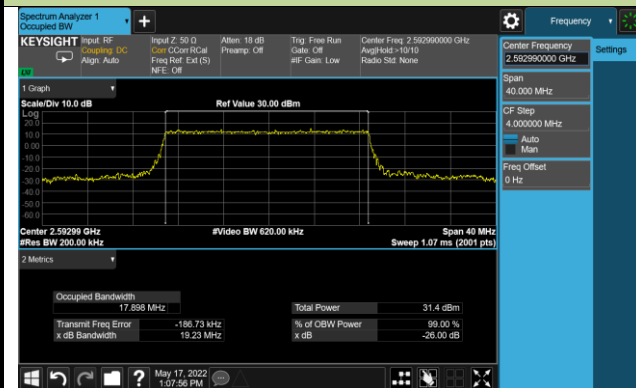 Spectrum Analyzer 1
Occupied BW
Frequency
KEYSIGHT
Input: RF
Coupling: DC
Align: Auto
Input Z: 50 Ω
Corr CCorr RCal
Freq Ref: Ext (S)
NFE: Off
Atten: 18 dB
Preamp: Off
Trig: Free Run
Gate: Off
#IF Gain: Low
Center Freq: 2.592990000 GHz
Avg|Hold:>10/10
Radio Std: None
Center Frequency
2.592990000 GHz
Settings
Span
40.000 MHz
CF Step
4.000000 MHz
Auto
Man
Freq Offset
0 Hz
1 Graph
Scale/Div 10.0 dB
Ref Value 30.00 dBm
Log
20.0
10.0
0.00
-10.0
-20.0
-30.0
-40.0
-50.0
-60.0
Center 2.59299 GHz
#Video BW 620.00 kHz
Span 40 MHz
#Res BW 200.00 kHz
Sweep 1.07 ms (2001 pts)
2 Metrics
Occupied Bandwidth
17.898 MHz
Total Power 31.4 dBm
Transmit Freq Error -186.73 kHz
% of OBW Power 99.00 %
x dB Bandwidth 19.23 MHz
x dB -26.00 dB
?
May 17, 2022
1:07:56 PM